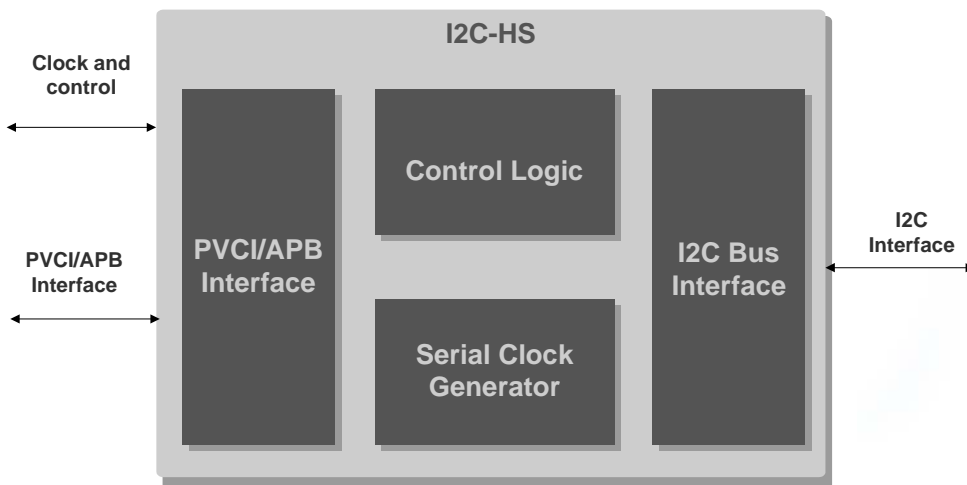 I2C-HS
Clock and
control
PVCI/APB
Interface
PVCI/APB
Interface
Control Logic
Serial Clock
Generator
I2C Bus
Interface
I2C
Interface